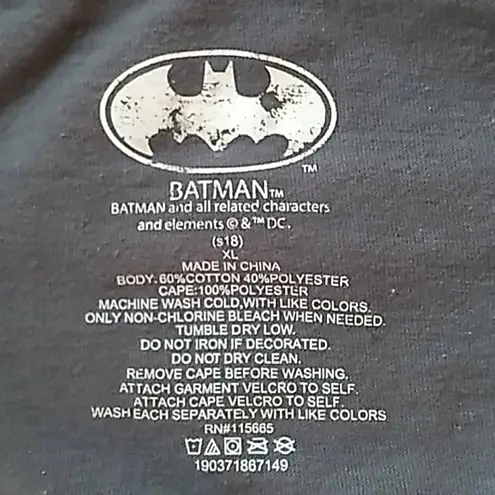 TM
BATMAN TM
BATMAN and all related characters
and elements © & ™ DC.
(s18)
XL
MADE IN CHINA
BODY: 60%COTTON 40%POLYESTER
CAPE:100%POLYESTER
MACHINE WASH COLD,WITH LIKE COLORS.
ONLY NON-CHLORINE BLEACH WHEN NEEDED.
TUMBLE DRY LOW.
DO NOT IRON IF DECORATED.
DO NOT DRY CLEAN.
REMOVE CAPE BEFORE WASHING.
ATTACH GARMENT VELCRO TO SELF.
ATTACH CAPE VELCRO TO SELF.
WASH EACH SEPARATELY WITH LIKE COLORS
RN#115665
190371867149